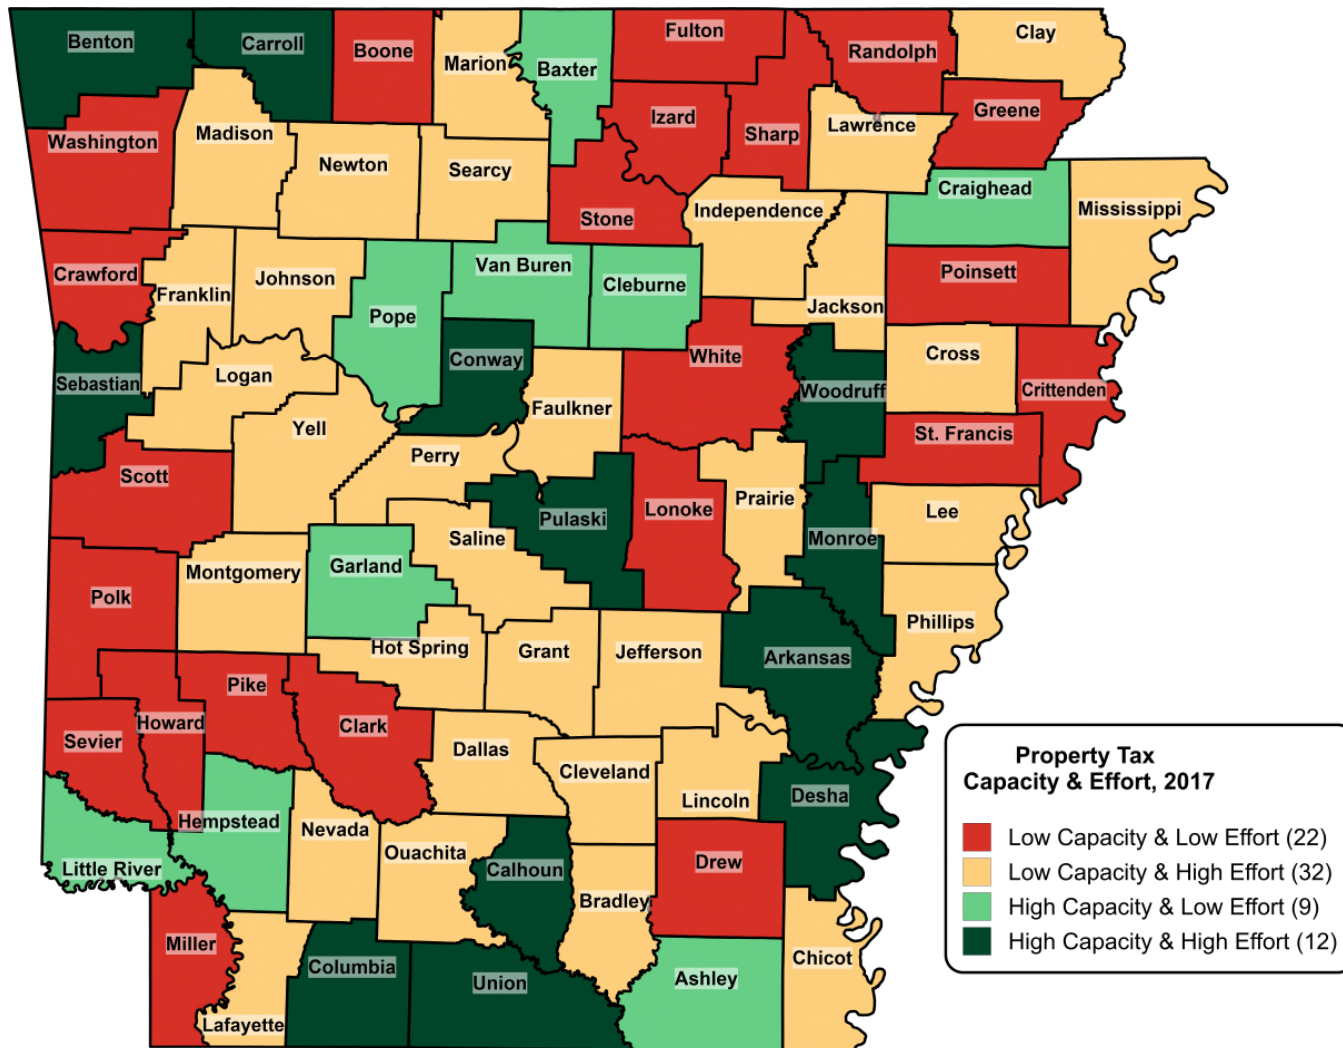 Benton
Carroll
Boone
Marion
Baxter
Fulton
Randolph
Clay
Washington
Madison
Newton
Searcy
Stone
Izard
Sharp
Lawrence
Greene
Craighead
Mississippi
Crawford
Franklin
Johnson
Pope
Van Buren
Cleburne
Independence
Jackson
Poinsett
Sebastian
Logan
Conway
Faulkner
White
Woodruff
Cross
Crittenden
Scott
Yell
Perry
Pulaski
Lonoke
Prairie
St. Francis
Monroe
Lee
Polk
Montgomery
Garland
Saline
Hot Spring
Grant
Jefferson
Arkansas
Phillips
Sevier
Howard
Pike
Clark
Dallas
Cleveland
Lincoln
Desha
Little River
Hempstead
Nevada
Ouachita
Calhoun
Bradley
Drew
Miller
Lafayette
Columbia
Union
Ashley
Chicot
Property Tax
Capacity & Effort, 2017
Low Capacity & Low Effort (22)
Low Capacity & High Effort (32)
High Capacity & Low Effort (9)
High Capacity & High Effort (12)